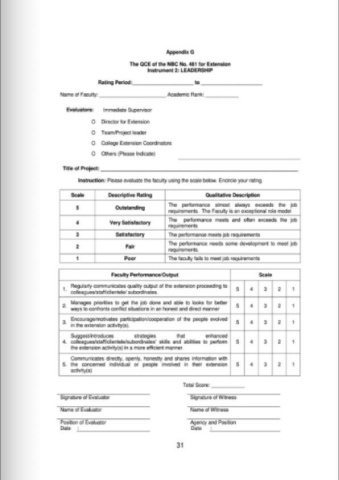 Appendix G
The QCE of the NBC No. 461 for Extension
Instrument 2: LEADERSHIP
Rating Period: ____________ to ____________
Name of Faculty: ____________ Academic Rank: ____________
Evaluators: Immediate Supervisor
O Director for Extension
O Team/Project leader
O College Extension Coordinators
O Others (Please Indicate) ____________
Title of Project: ____________
Instruction: Please evaluate the faculty using the scale below. Encircle your rating.
Scale Descriptive Rating Qualitative Description
5 Outstanding The performance almost always exceeds the job
requirements. The Faculty is an exceptional role model
4 Very Satisfactory The performance meets and often exceeds the job
requirements
3 Satisfactory The performance meets job requirements
2 Fair The performance needs some development to meet job
requirements.
1 Poor The faculty fails to meet job requirements
Faculty Performance/Output Scale
1. Regularly communicates quality output of the extension proceeding to
colleagues/staff/clientele/ subordinates. 5 4 3 2 1
2. Manages priorities to get the job done and able to looks for better
ways to confronts conflict situations in an honest and direct manner 5 4 3 2 1
3. Encourage/motivates participation/cooperation of the people evolved
in the extension activity(s). 5 4 3 2 1
4. Suggest/introduces strategies that enhanced
colleagues/staff/clientele/subordinates' skills and abilities to perform
the extension activity(s) in a more efficient manner. 5 4 3 2 1
5. Communicates directly, openly, honestly and shares information with
the concerned individual or people involved in their extension
activity(s) 5 4 3 2 1
Total Score: ____________
Signature of Evaluator Signature of Witness
Name of Evaluator Name of Witness
Position of Evaluator Agency and Position
Date : ____________ Date : ____________
31